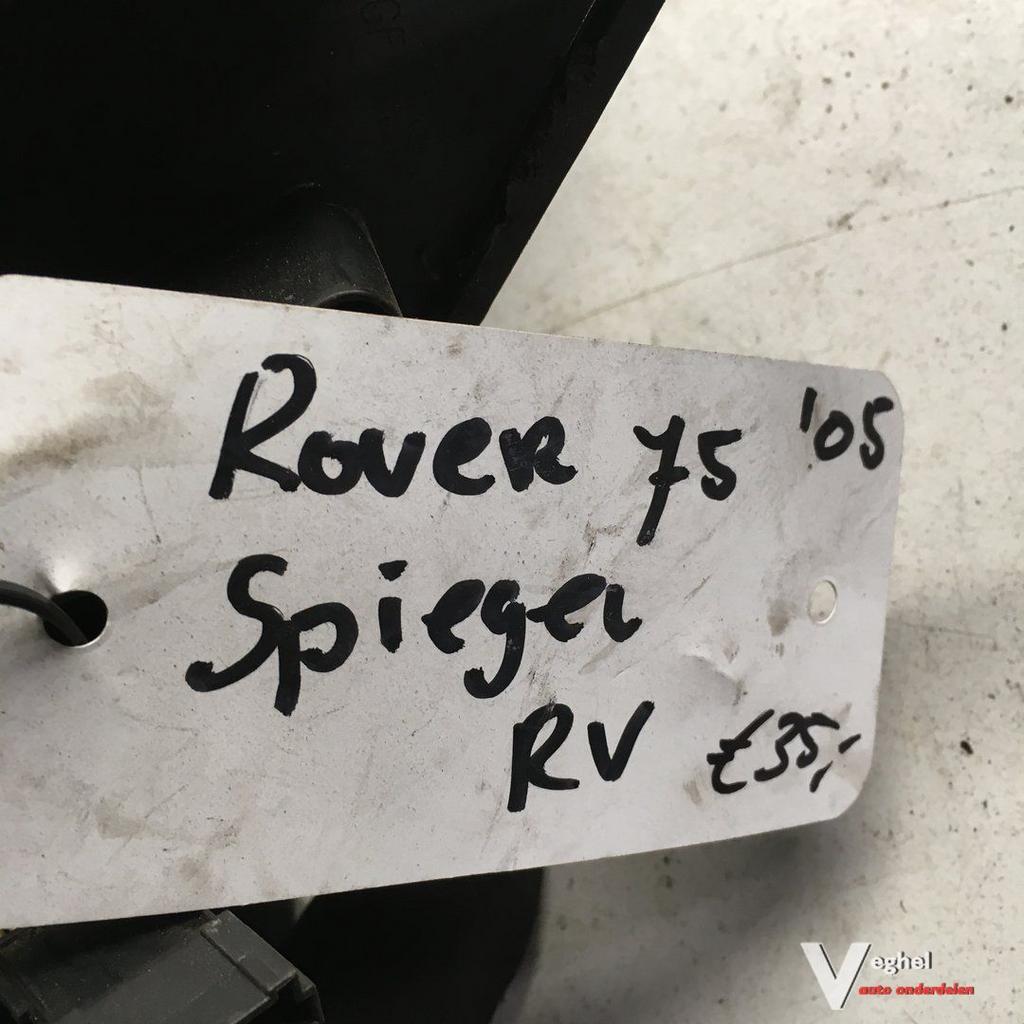 Rover 75 '05
Spiegel
RV €35,-
Veghel
auto onderdelen